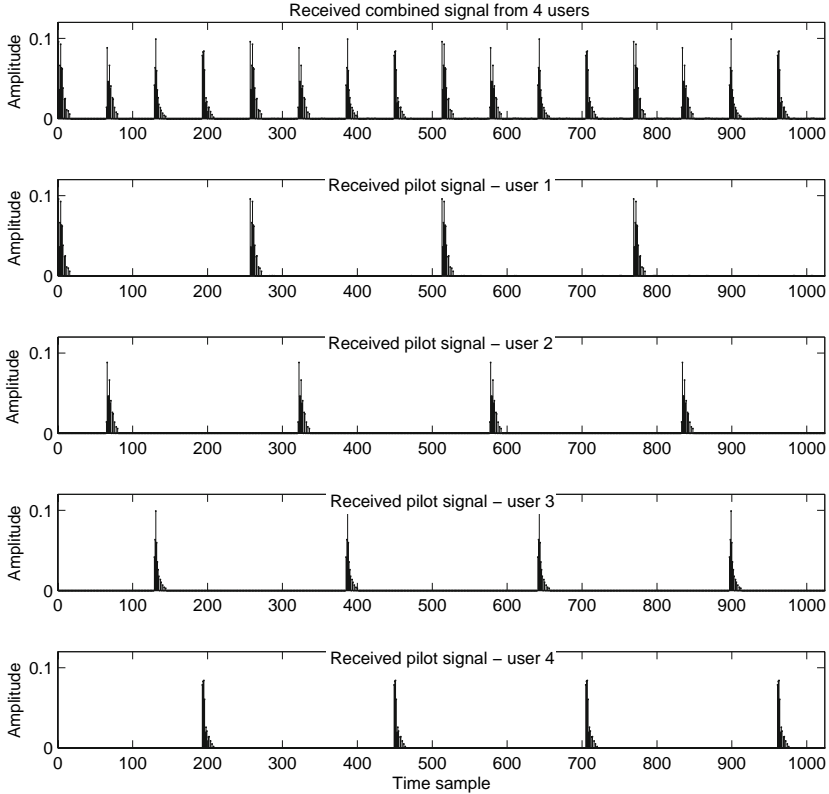 Received combined signal from 4 users
0.1
Amplitude
0
0 100 200 300 400 500 600 700 800 900 1000
Received pilot signal – user 1
0.1
Amplitude
0
0 100 200 300 400 500 600 700 800 900 1000
Received pilot signal – user 2
0.1
Amplitude
0
0 100 200 300 400 500 600 700 800 900 1000
Received pilot signal – user 3
0.1
Amplitude
0
0 100 200 300 400 500 600 700 800 900 1000
Received pilot signal – user 4
0.1
Amplitude
0
0 100 200 300 400 500 600 700 800 900 1000
Time sample